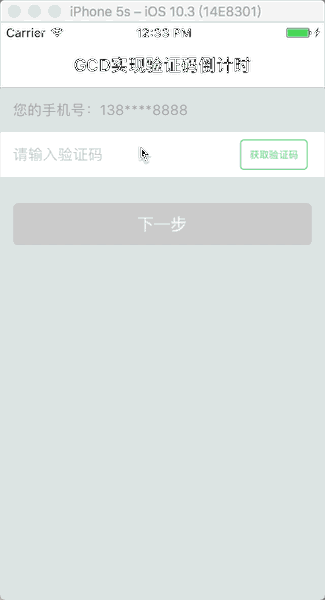 iPhone 5s – iOS 10.3 (14E8301)
Carrier 12:33 PM
GCD实现验证码倒计时
您的手机号：138****8888
请输入验证码 获取验证码
下一步